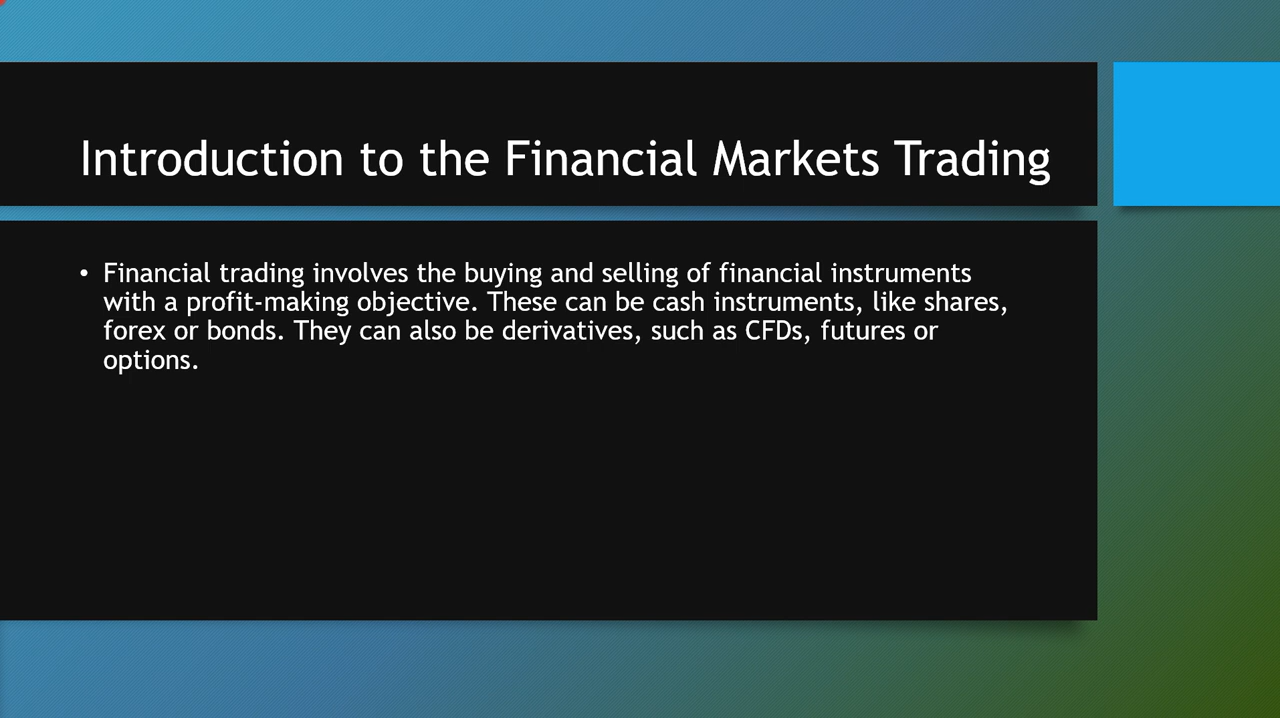 Introduction to the Financial Markets Trading
• Financial trading involves the buying and selling of financial instruments
with a profit-making objective. These can be cash instruments, like shares,
forex or bonds. They can also be derivatives, such as CFDs, futures or
options.